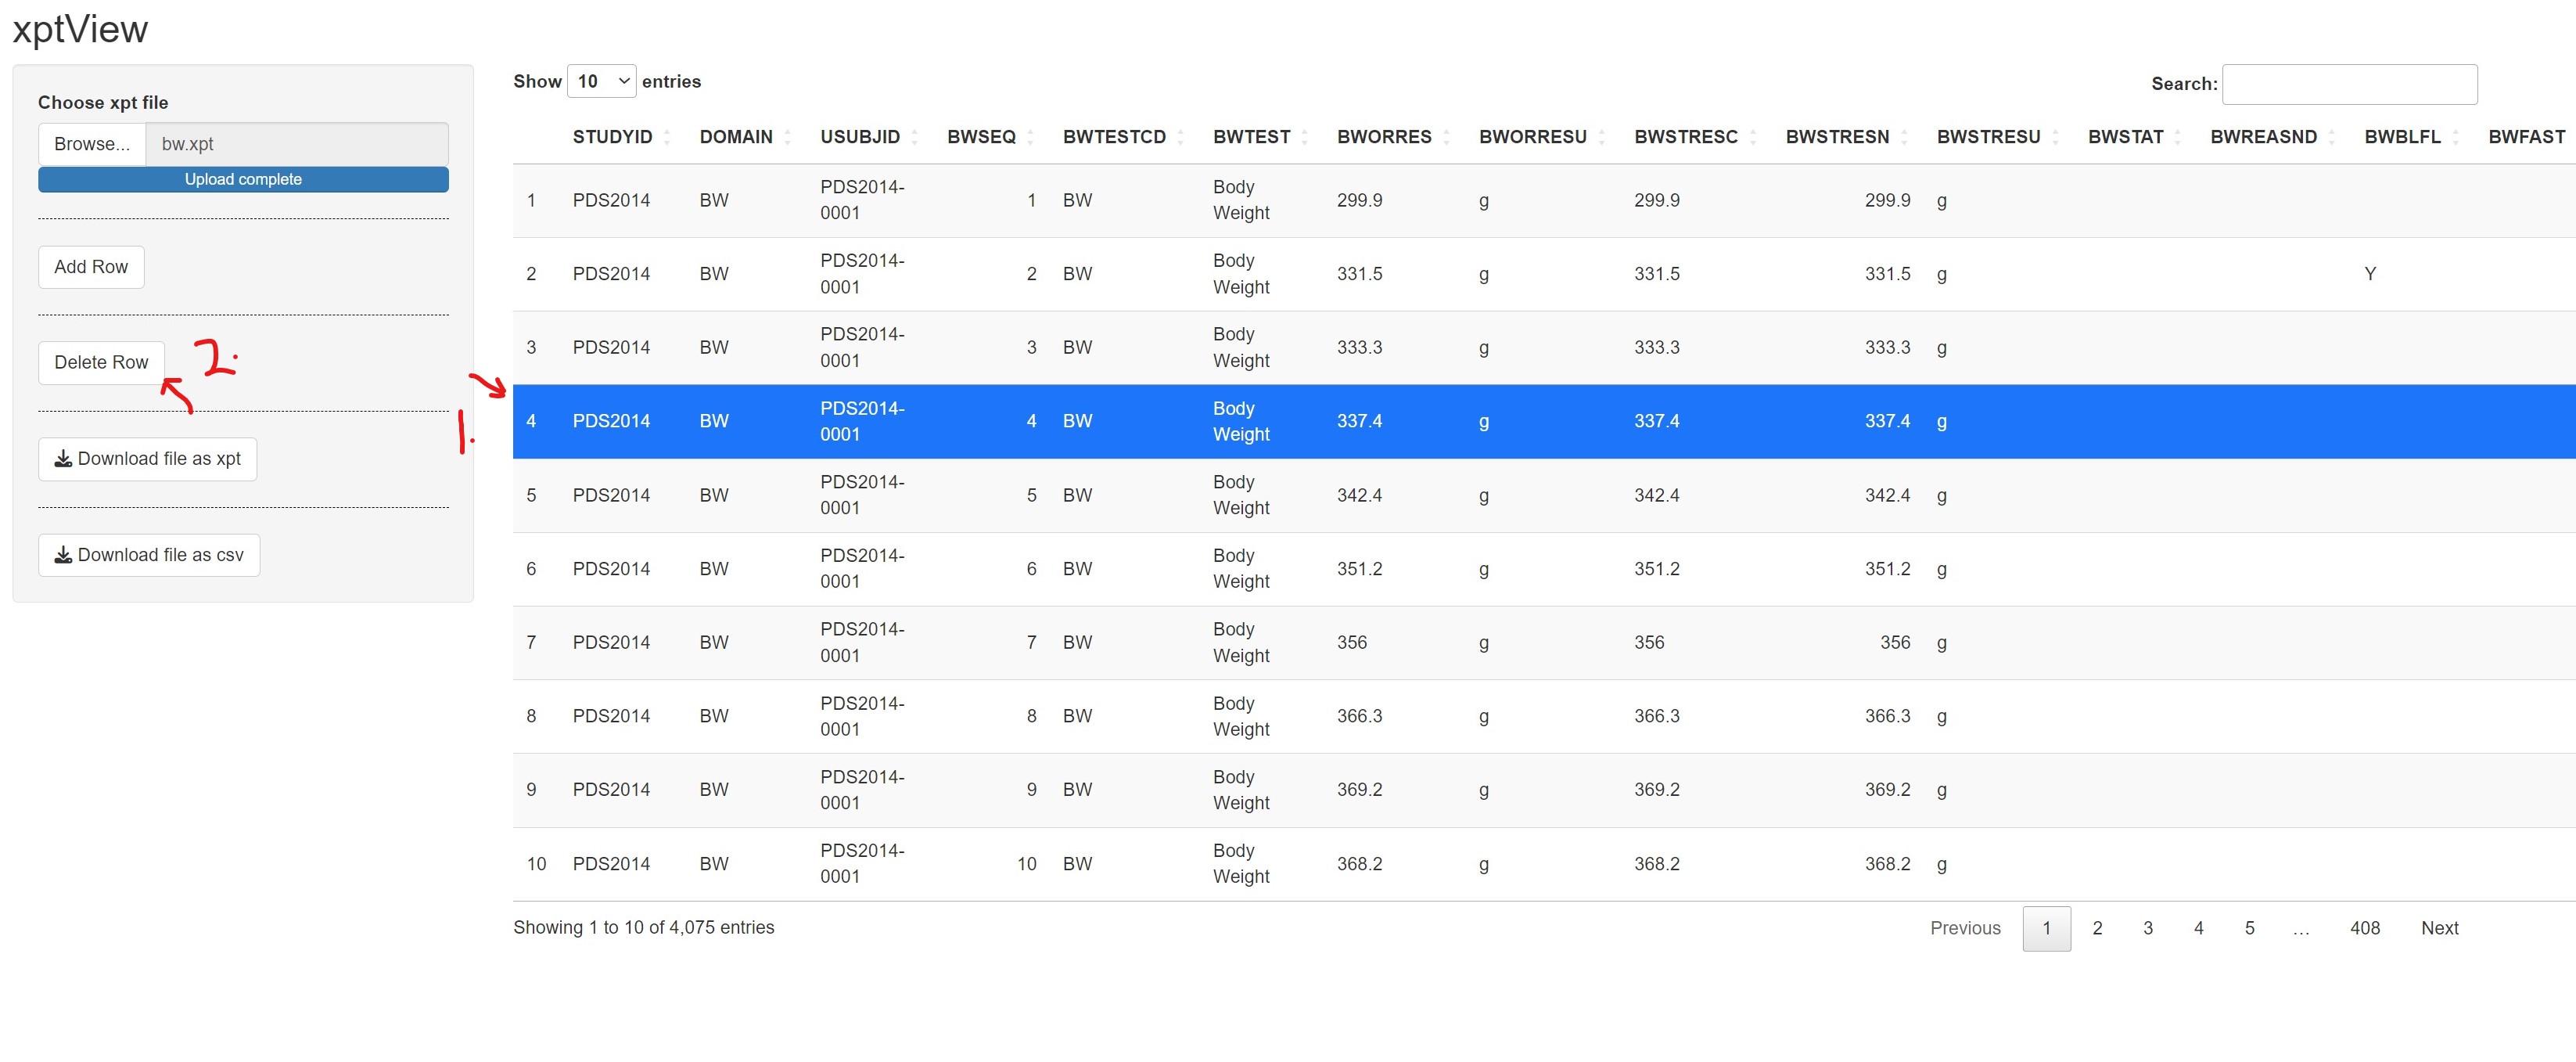 xptView
Choose xpt file
Browse... bw.xpt
Upload complete
Add Row
Delete Row
2.
1.
Download file as xpt
Download file as csv
Show 10 entries
Search:
STUDYID DOMAIN USUBJID BWSEQ BWTESTCD BWTEST BWORRES BWORRESU BWSTRESC BWSTRESN BWSTRESU BWSTAT BWREASND BWBLFL BWFAST
1 PDS2014 BW PDS2014-0001 1 BW Body Weight 299.9 g 299.9 299.9 g
2 PDS2014 BW PDS2014-0001 2 BW Body Weight 331.5 g 331.5 331.5 g Y
3 PDS2014 BW PDS2014-0001 3 BW Body Weight 333.3 g 333.3 333.3 g
4 PDS2014 BW PDS2014-0001 4 BW Body Weight 337.4 g 337.4 337.4 g
5 PDS2014 BW PDS2014-0001 5 BW Body Weight 342.4 g 342.4 342.4 g
6 PDS2014 BW PDS2014-0001 6 BW Body Weight 351.2 g 351.2 351.2 g
7 PDS2014 BW PDS2014-0001 7 BW Body Weight 356 g 356 356 g
8 PDS2014 BW PDS2014-0001 8 BW Body Weight 366.3 g 366.3 366.3 g
9 PDS2014 BW PDS2014-0001 9 BW Body Weight 369.2 g 369.2 369.2 g
10 PDS2014 BW PDS2014-0001 10 BW Body Weight 368.2 g 368.2 368.2 g
Showing 1 to 10 of 4,075 entries
Previous 1 2 3 4 5 ... 408 Next